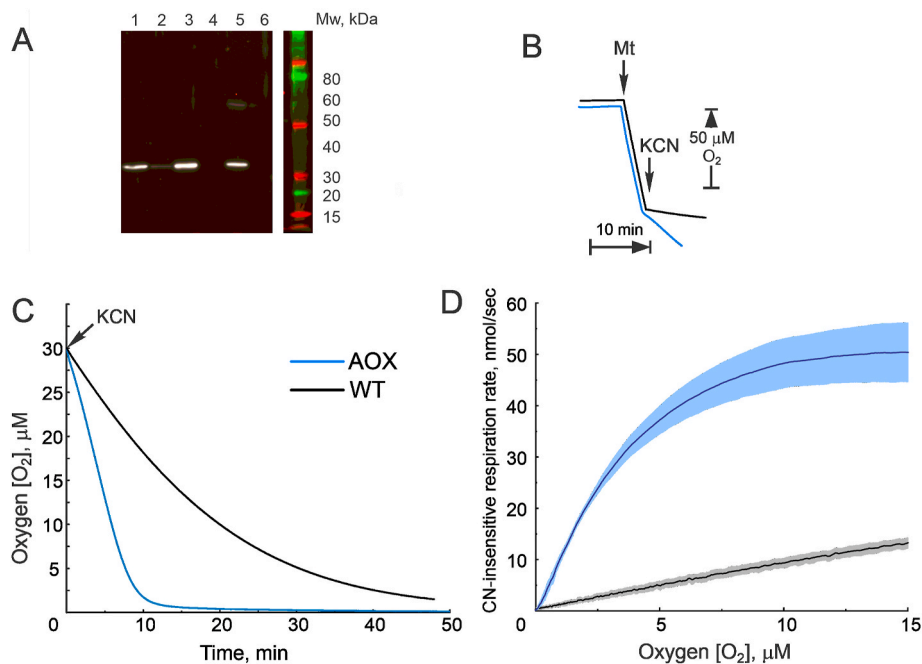 A
1 2 3 4 5 6 Mw, kDa
80
60
50
40
30
20
15
B
Mt
KCN
50 μM
O₂
10 min
C
KCN
30
25
20
15
10
5
0 10 20 30 40 50
Oxygen [O₂], μM
Time, min
AOX
WT
D
60
50
40
30
20
10
5 10 15
CN-insensitive respiration rate, nmol/sec
Oxygen [O₂], μM